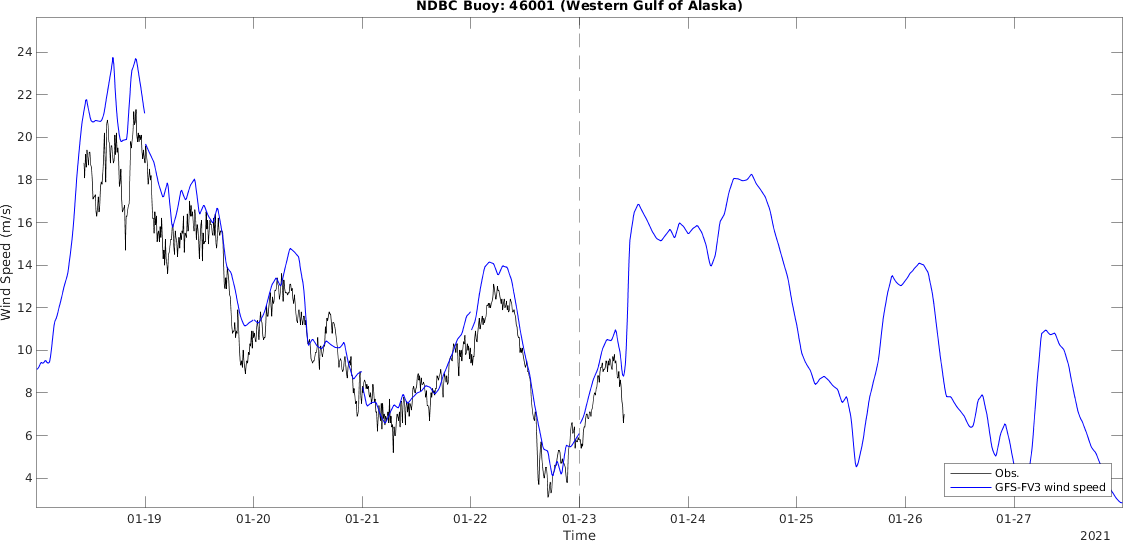 NDBC Buoy: 46001 (Western Gulf of Alaska)
Wind Speed (m/s)
24
22
20
18
16
14
12
10
8
6
4
Obs.
GFS-FV3 wind speed
01-19 01-20 01-21 01-22 01-23 01-24 01-25 01-26 01-27
Time
2021